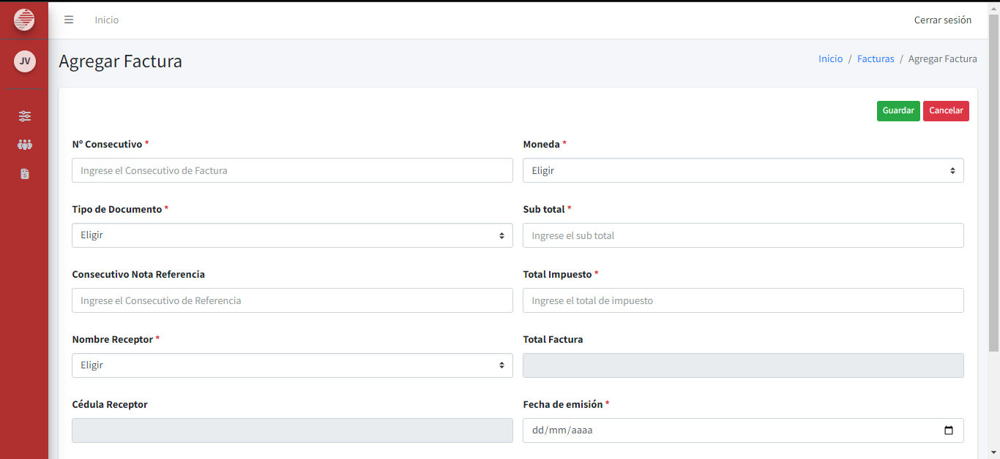 Inicio
Cerrar sesión
JV
Agregar Factura
Inicio / Facturas / Agregar Factura
Guardar
Cancelar
Nº Consecutivo *
Ingrese el Consecutivo de Factura
Moneda *
Eligir
Tipo de Documento *
Eligir
Sub total *
Ingrese el sub total
Consecutivo Nota Referencia
Ingrese el Consecutivo de Referencia
Total Impuesto *
Ingrese el total de impuesto
Nombre Receptor *
Eligir
Total Factura
Cédula Receptor
Fecha de emisión *
dd/mm/aaaa